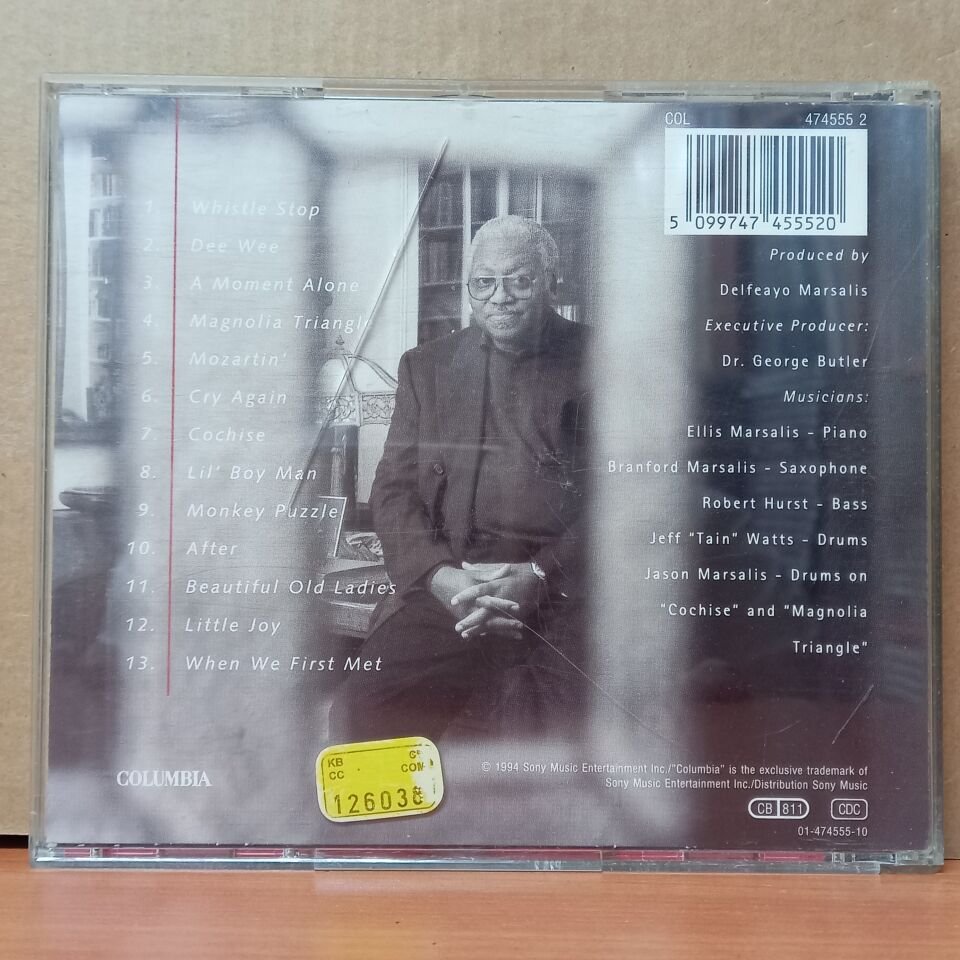 1. Whistle Stop
2. Dee Wee
3. A Moment Alone
4. Magnolia Triangle
5. Mozartin'
6. Cry Again
7. Cochise
8. Lil' Boy Man
9. Monkey Puzzle
10. After
11. Beautiful Old Ladies
12. Little Joy
13. When We First Met
COLUMBIA
KB
CC
126038
COL 474555 2
5 099747 455520
Produced by
Delfeayo Marsalis
Executive Producer:
Dr. George Butler
Musicians:
Ellis Marsalis – Piano
Branford Marsalis – Saxophone
Robert Hurst – Bass
Jeff "Tain" Watts – Drums
Jason Marsalis – Drums on
"Cochise" and "Magnolia
Triangle"
© 1994 Sony Music Entertainment Inc./"Columbia" is the exclusive trademark of
Sony Music Entertainment Inc./Distribution Sony Music
CB 811 CDC
01-474555-10